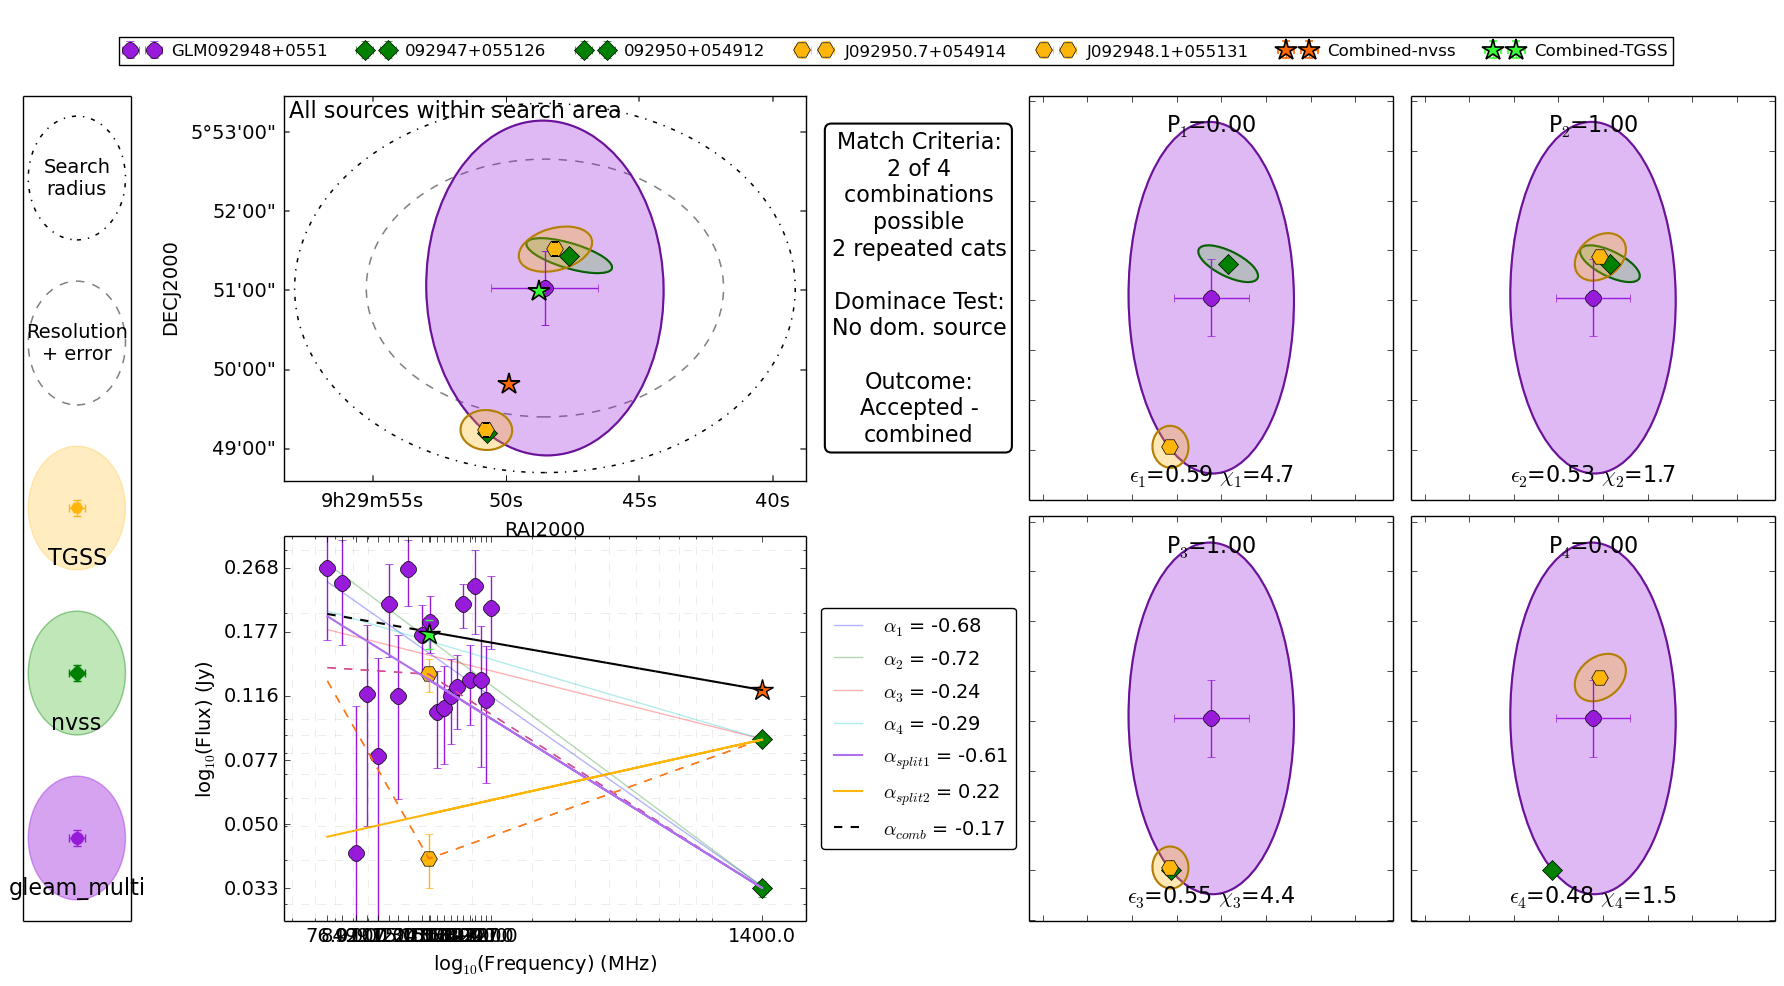 GLM092948+0551 092947+055126 092950+054912 J092950.7+054914 J092948.1+055131 Combined-nvss Combined-TGSS
Search
radius
Resolution
+ error
TGSS
nvss
gleam_multi
All sources within search area
DECJ2000
5°53'00"
52'00"
51'00"
50'00"
49'00"
9h29m55s 50s 45s 40s
RAJ2000
Match Criteria:
2 of 4
combinations
possible
2 repeated cats
Dominace Test:
No dom. source
Outcome:
Accepted -
combined
P1=0.00
ϵ1=0.59 χ1=4.7
P2=1.00
ϵ2=0.53 χ2=1.7
P3=1.00
ϵ3=0.55 χ3=4.4
P4=0.00
ϵ4=0.48 χ4=1.5
log10(Flux) (Jy)
0.268
0.177
0.116
0.077
0.050
0.033
1400.0
log10(Frequency) (MHz)
α1 = -0.68
α2 = -0.72
α3 = -0.24
α4 = -0.29
αsplit1 = -0.61
αsplit2 = 0.22
αcomb = -0.17